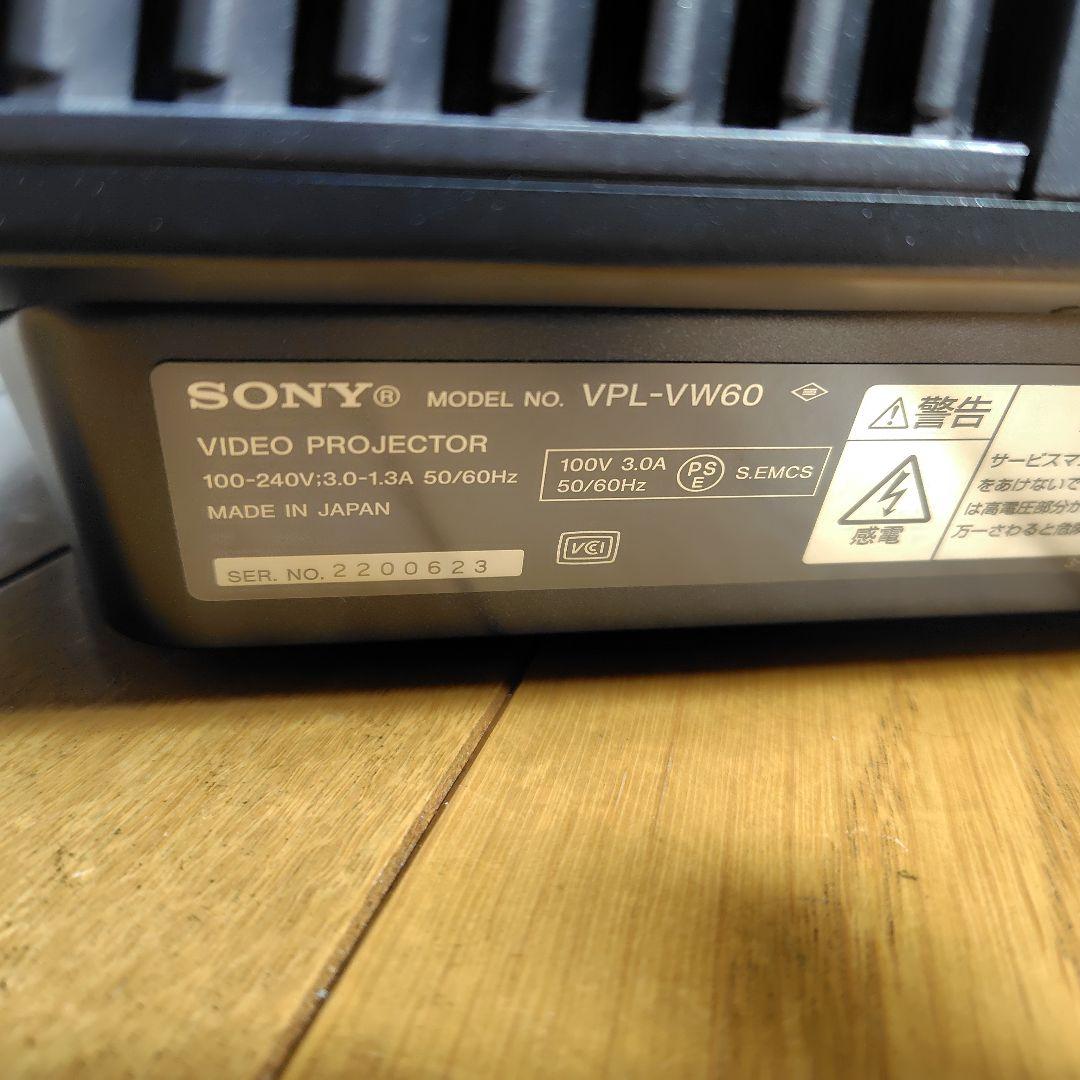 SONY® MODEL NO. VPL-VW60
VIDEO PROJECTOR
100-240V;3.0-1.3A 50/60Hz
MADE IN JAPAN
SER. NO. 2200623
100V 3.0A
50/60Hz
PS
E
S.EMCS
VCI
警告
感電
サービスマ
をあけないで
は高電圧部分が
万一さわると危険